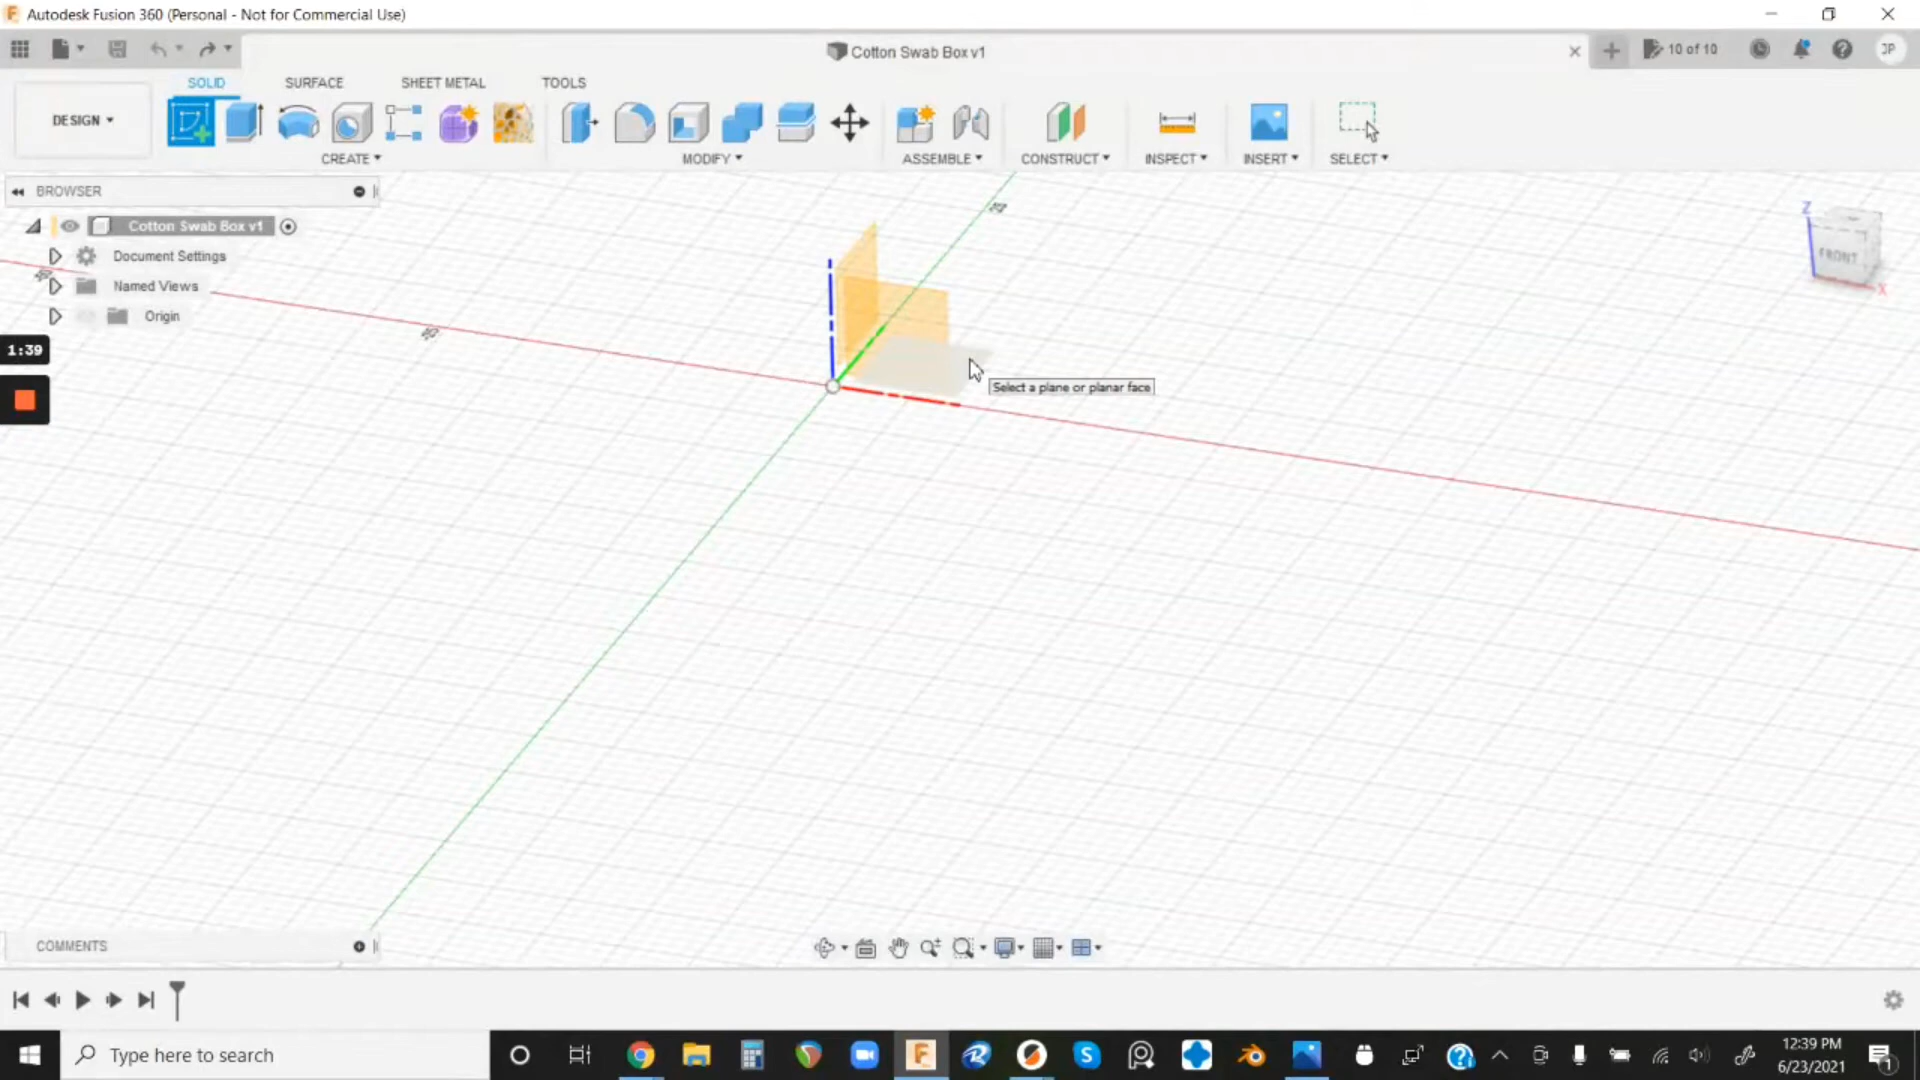 Autodesk Fusion 360 (Personal - Not for Commercial Use)
Cotton Swab Box v1
10 of 10
JP
SOLID
SURFACE
SHEET METAL
TOOLS
DESIGN
CREATE
MODIFY
ASSEMBLE
CONSTRUCT
INSPECT
INSERT
SELECT
BROWSER
Cotton Swab Box v1
Document Settings
Named Views
Origin
1:39
Select a plane or planar face
Z
FRONT
X
COMMENTS
Type here to search
12:39 PM
6/23/2021
1